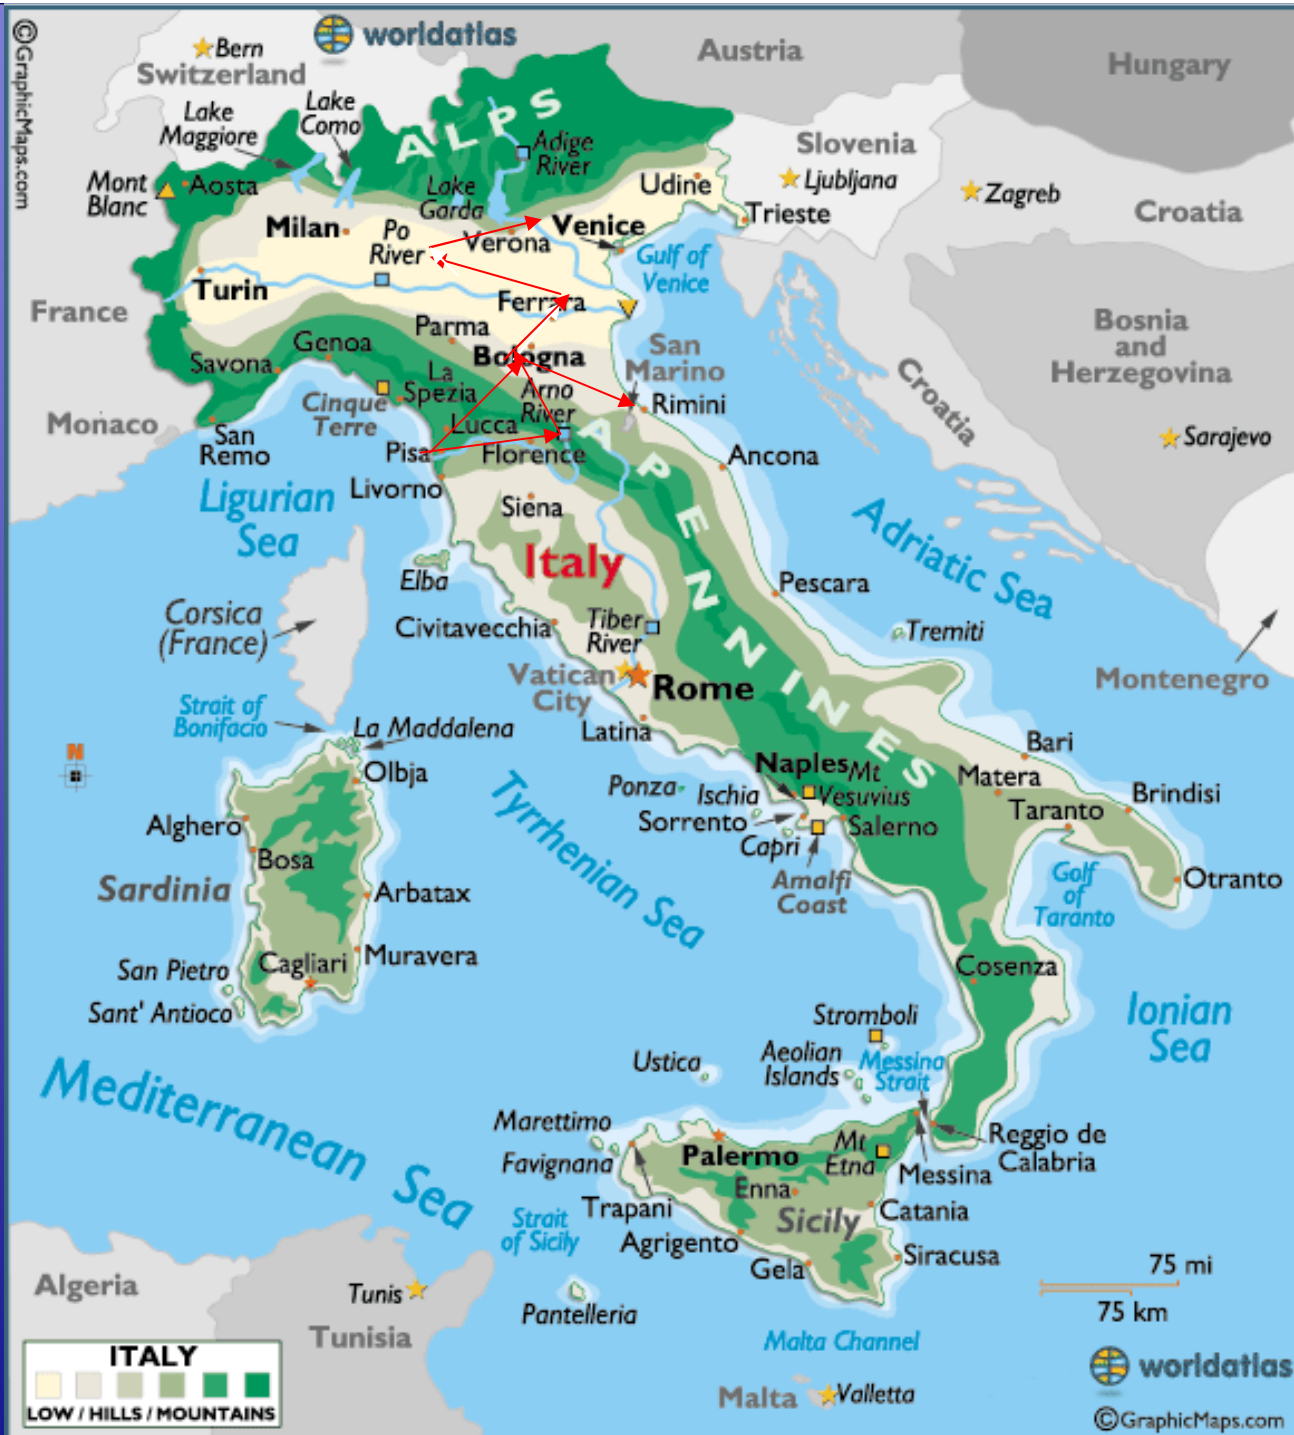 ©GraphicMaps.com
worldatlas
Bern
Switzerland
Austria
Hungary
Lake
Maggiore
Lake
Como
ALPS
Adige
River
Slovenia
Ljubljana
Zagreb
Croatia
Mont
Blanc
Aosta
Lake
Garda
Udine
Trieste
Milan
Po
River
Verona
Venice
Gulf of
Venice
Turin
Ferrara
France
Parma
Bologna
San
Marino
Bosnia
and
Herzegovina
Genoa
Savona
La
Spezia
Arno
River
Rimini
Croatia
Cinque
Terre
Monaco
San
Remo
Lucca
Pisa
Florence
Sarajevo
Livorno
Ancona
APENNINES
Ligurian
Sea
Siena
Adriatic Sea
Italy
Elba
Pescara
Corsica
(France)
Civitavecchia
Tiber
River
Tremiti
Vatican
City
Rome
Montenegro
Strait of
Bonifacio
La Maddalena
Latina
N
Olbja
Naples
Mt
Vesuvius
Bari
Matera
Ponza
Ischia
Taranto
Brindisi
Tyrrhenian Sea
Alghero
Sorrento
Salerno
Capri
Bosa
Amalfi
Coast
Golf
of
Taranto
Otranto
Sardinia
Arbatax
Muravera
Cagliari
San Pietro
Sant' Antioco
Cosenza
Stromboli
Ionian
Sea
Ustica
Aeolian
Islands
Messina
Strait
Mediterranean Sea
Marettimo
Favignana
Palermo
Mt
Etna
Messina
Reggio de
Calabria
Enna
Trapani
Sicily
Catania
Strait
of Sicily
Agrigento
Gela
Siracusa
Algeria
Tunis
Pantelleria
75 mi
75 km
Tunisia
Malta Channel
ITALY
LOW / HILLS / MOUNTAINS
Malta
Valletta
worldatlas
©GraphicMaps.com